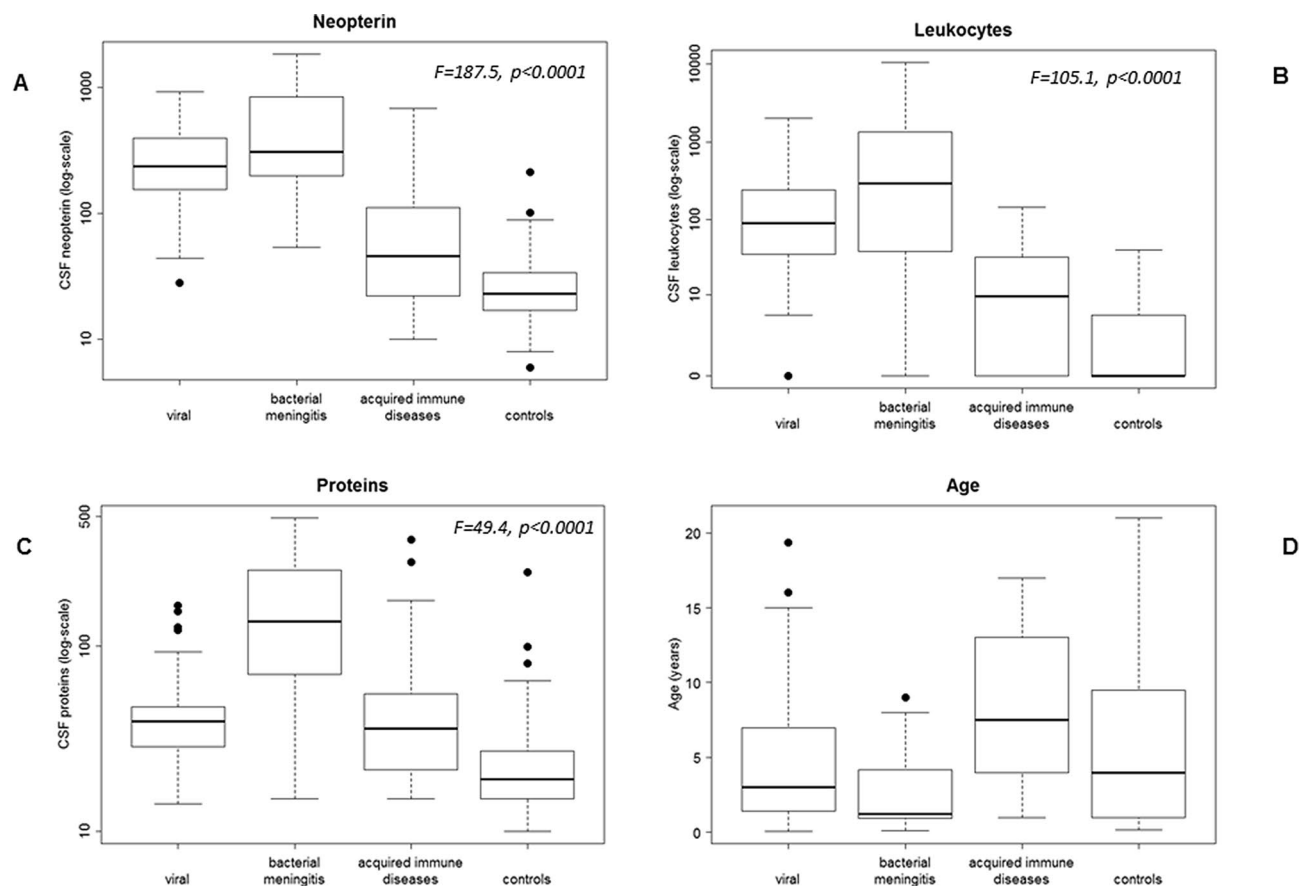 Neopterin
A
F=187.5, p<0.0001
CSF neopterin (log-scale)
1000
100
10
viral
bacterial
meningitis
acquired immune
diseases
controls
Leukocytes
B
F=105.1, p<0.0001
CSF leukocytes (log-scale)
10000
1000
100
10
0
viral
bacterial
meningitis
acquired immune
diseases
controls
Proteins
C
F=49.4, p<0.0001
CSF proteins (log-scale)
500
100
10
viral
bacterial
meningitis
acquired immune
diseases
controls
Age
D
Age (years)
20
15
10
5
0
viral
bacterial
meningitis
acquired immune
diseases
controls